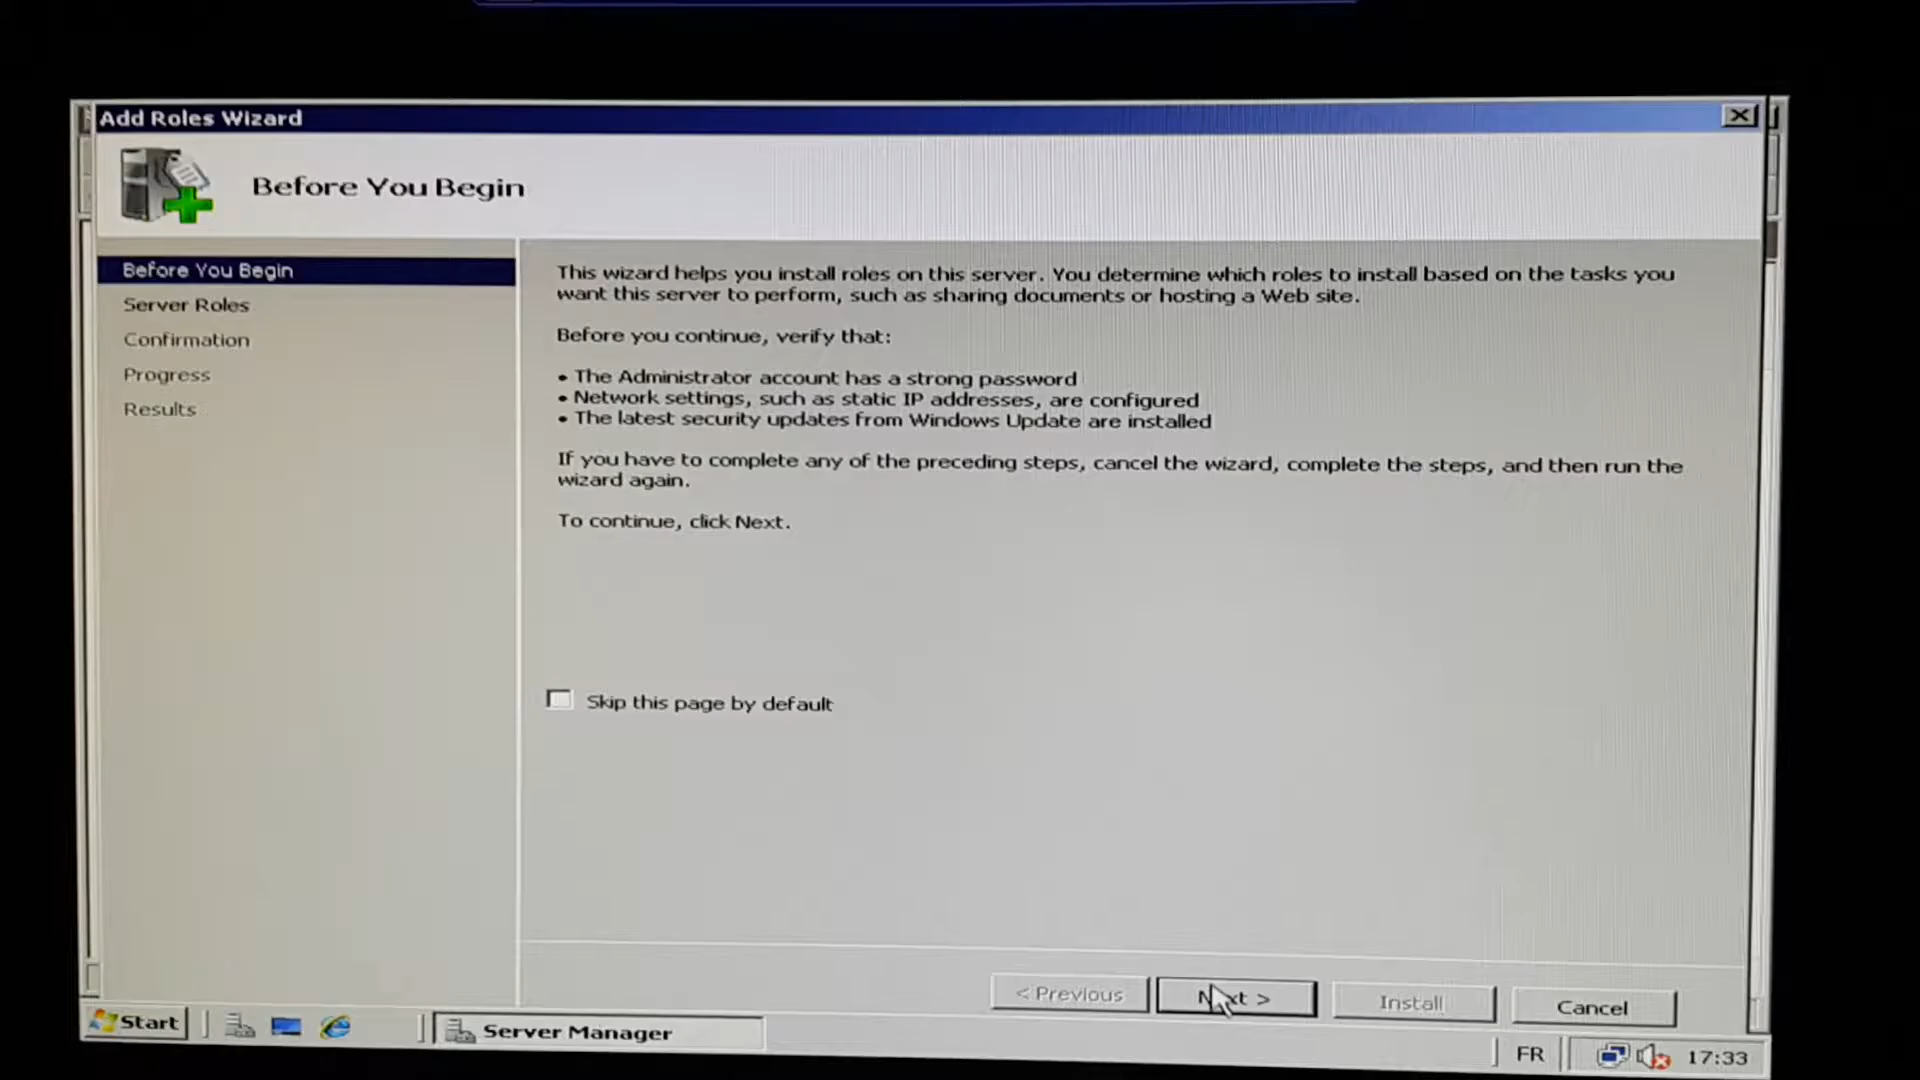 Add Roles Wizard
Before You Begin
Before You Begin
Server Roles
Confirmation
Progress
Results
This wizard helps you install roles on this server. You determine which roles to install based on the tasks you
want this server to perform, such as sharing documents or hosting a Web site.
Before you continue, verify that:
• The Administrator account has a strong password
• Network settings, such as static IP addresses, are configured
• The latest security updates from Windows Update are installed
If you have to complete any of the preceding steps, cancel the wizard, complete the steps, and then run the
wizard again.
To continue, click Next.
Skip this page by default
< Previous
Next >
Install
Cancel
Start
Server Manager
FR
17:33